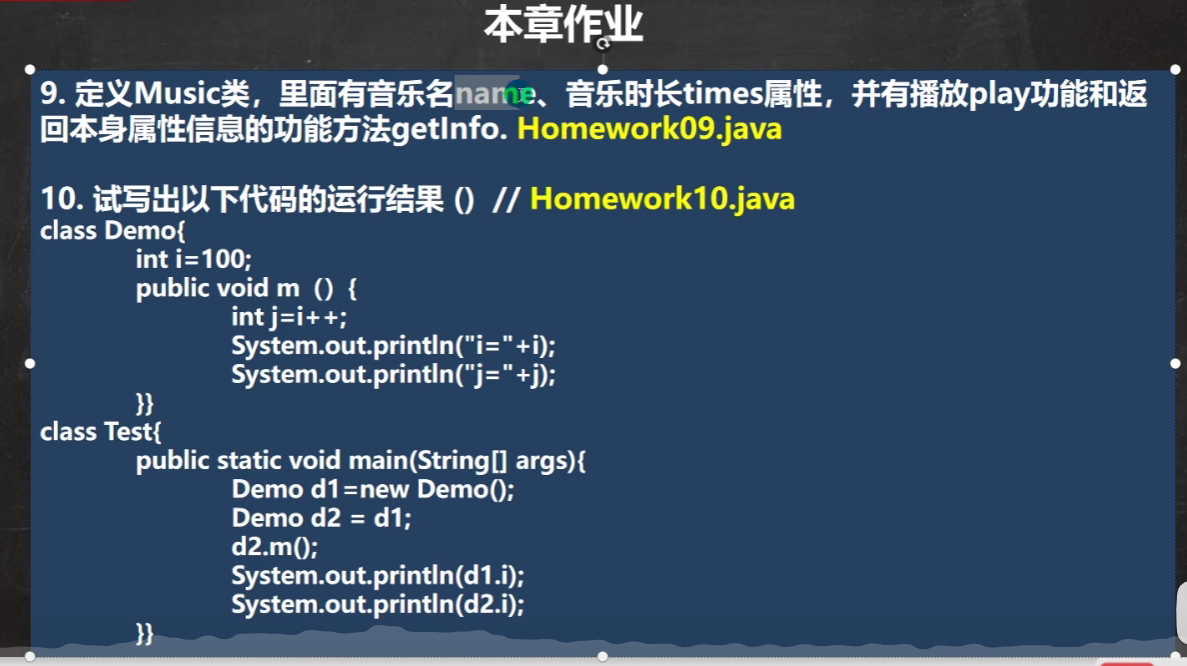 本章作业
9. 定义Music类，里面有音乐名name、音乐时长times属性，并有播放play功能和返
回本身属性信息的功能方法getInfo. Homework09.java
10. 试写出以下代码的运行结果 ()  // Homework10.java
class Demo{
int i=100;
public void m （）{
int j=i++;
System.out.println("i="+i);
System.out.println("j="+j);
}}
class Test{
public static void main(String[] args){
Demo d1=new Demo();
Demo d2 = d1;
d2.m();
System.out.println(d1.i);
System.out.println(d2.i);
}}